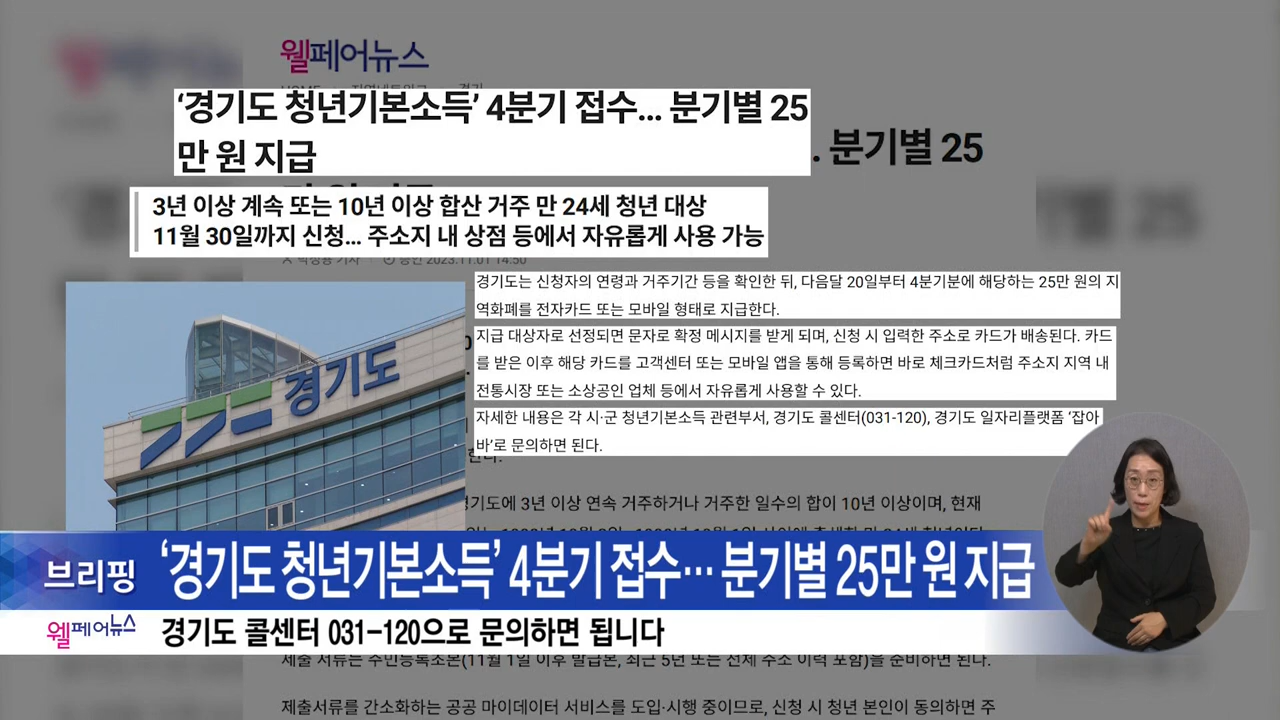 웰페어뉴스
‘경기도 청년기본소득’ 4분기 접수... 분기별 25
만 원 지급
. 분기별 25
3년 이상 계속 또는 10년 이상 합산 거주 만 24세 청년 대상
11월 30일까지 신청... 주소지 내 상점 등에서 자유롭게 사용 가능
2023.11.01 14:50
경기도는 신청자의 연령과 거주기간 등을 확인한 뒤, 다음달 20일부터 4분기분에 해당하는 25만 원의 지
역화폐를 전자카드 또는 모바일 형태로 지급한다.
지급 대상자로 선정되면 문자로 확정 메시지를 받게 되며, 신청 시 입력한 주소로 카드가 배송된다. 카드
를 받은 이후 해당 카드를 고객센터 또는 모바일 앱을 통해 등록하면 바로 체크카드처럼 주소지 지역 내
전통시장 또는 소상공인 업체 등에서 자유롭게 사용할 수 있다.
자세한 내용은 각 시·군 청년기본소득 관련부서, 경기도 콜센터(031-120), 경기도 일자리플랫폼 ‘잡아
바’로 문의하면 된다.
경기도
경기도에 3년 이상 연속 거주하거나 거주한 일수의 합이 10년 이상이며, 현재
브리핑
‘경기도 청년기본소득’ 4분기 접수… 분기별 25만 원 지급
웰페어뉴스
경기도 콜센터 031-120으로 문의하면 됩니다
제출 서류는 주민등록초본(11월 1일 이후 발급본, 최근 5년 또는 전체 주소 이력 포함)을 준비하면 된다.
제출서류를 간소화하는 공공 마이데이터 서비스를 도입·시행 중이므로, 신청 시 청년 본인이 동의하면 주